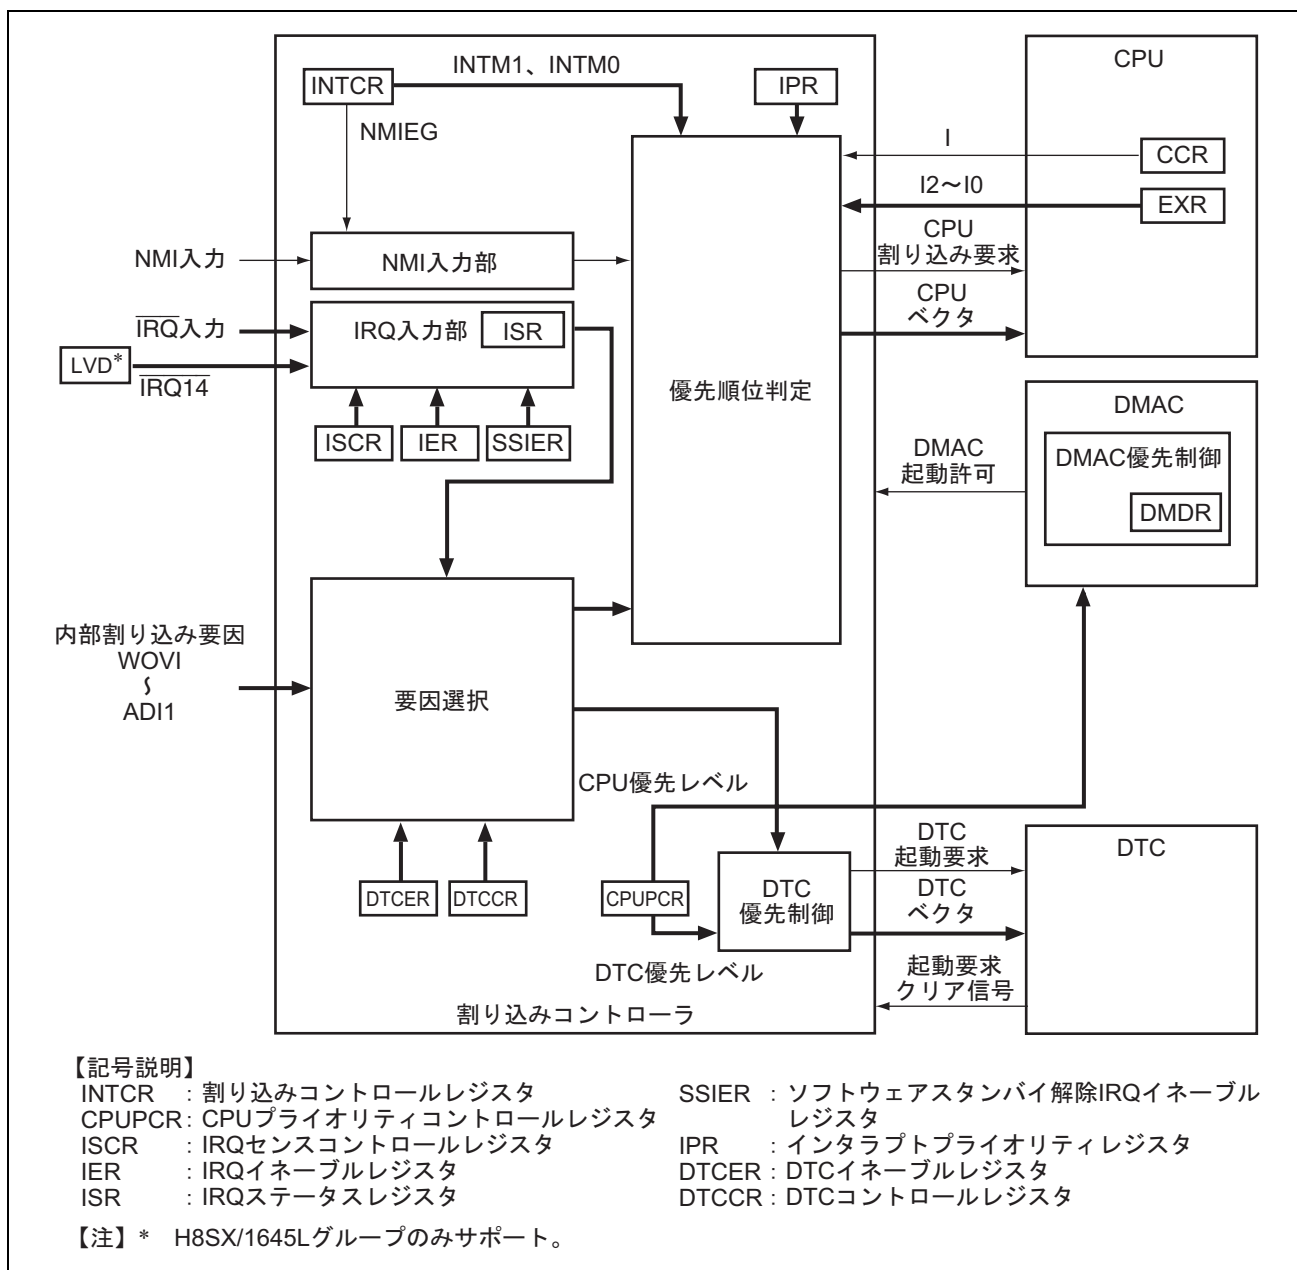 INTM1、INTM0
INTCR
IPR
CPU
NMIEG
I
CCR
I2～I0
EXR
CPU
割り込み要求
NMI入力
NMI入力部
CPU
ベクタ
IRQ入力
IRQ入力部
ISR
LVD*
IRQ14
優先順位判定
ISCR
IER
SSIER
DMAC
起動許可
DMAC
DMAC優先制御
DMDR
内部割り込み要因
WOVI
～
ADI1
要因選択
CPU優先レベル
DTCER
DTCCR
CPUPCR
DTC
優先制御
DTC
起動要求
DTC
ベクタ
DTC
DTC優先レベル
起動要求
クリア信号
割り込みコントローラ
【記号説明】
INTCR : 割り込みコントロールレジスタ
CPUPCR : CPUプライオリティコントロールレジスタ
ISCR : IRQセンスコントロールレジスタ
IER : IRQイネーブルレジスタ
ISR : IRQステータスレジスタ
SSIER : ソフトウェアスタンバイ解除IRQイネーブル
レジスタ
IPR : インタラプトプライオリティレジスタ
DTCER : DTCイネーブルレジスタ
DTCCR : DTCコントロールレジスタ
【注】* H8SX/1645Lグループのみサポート。